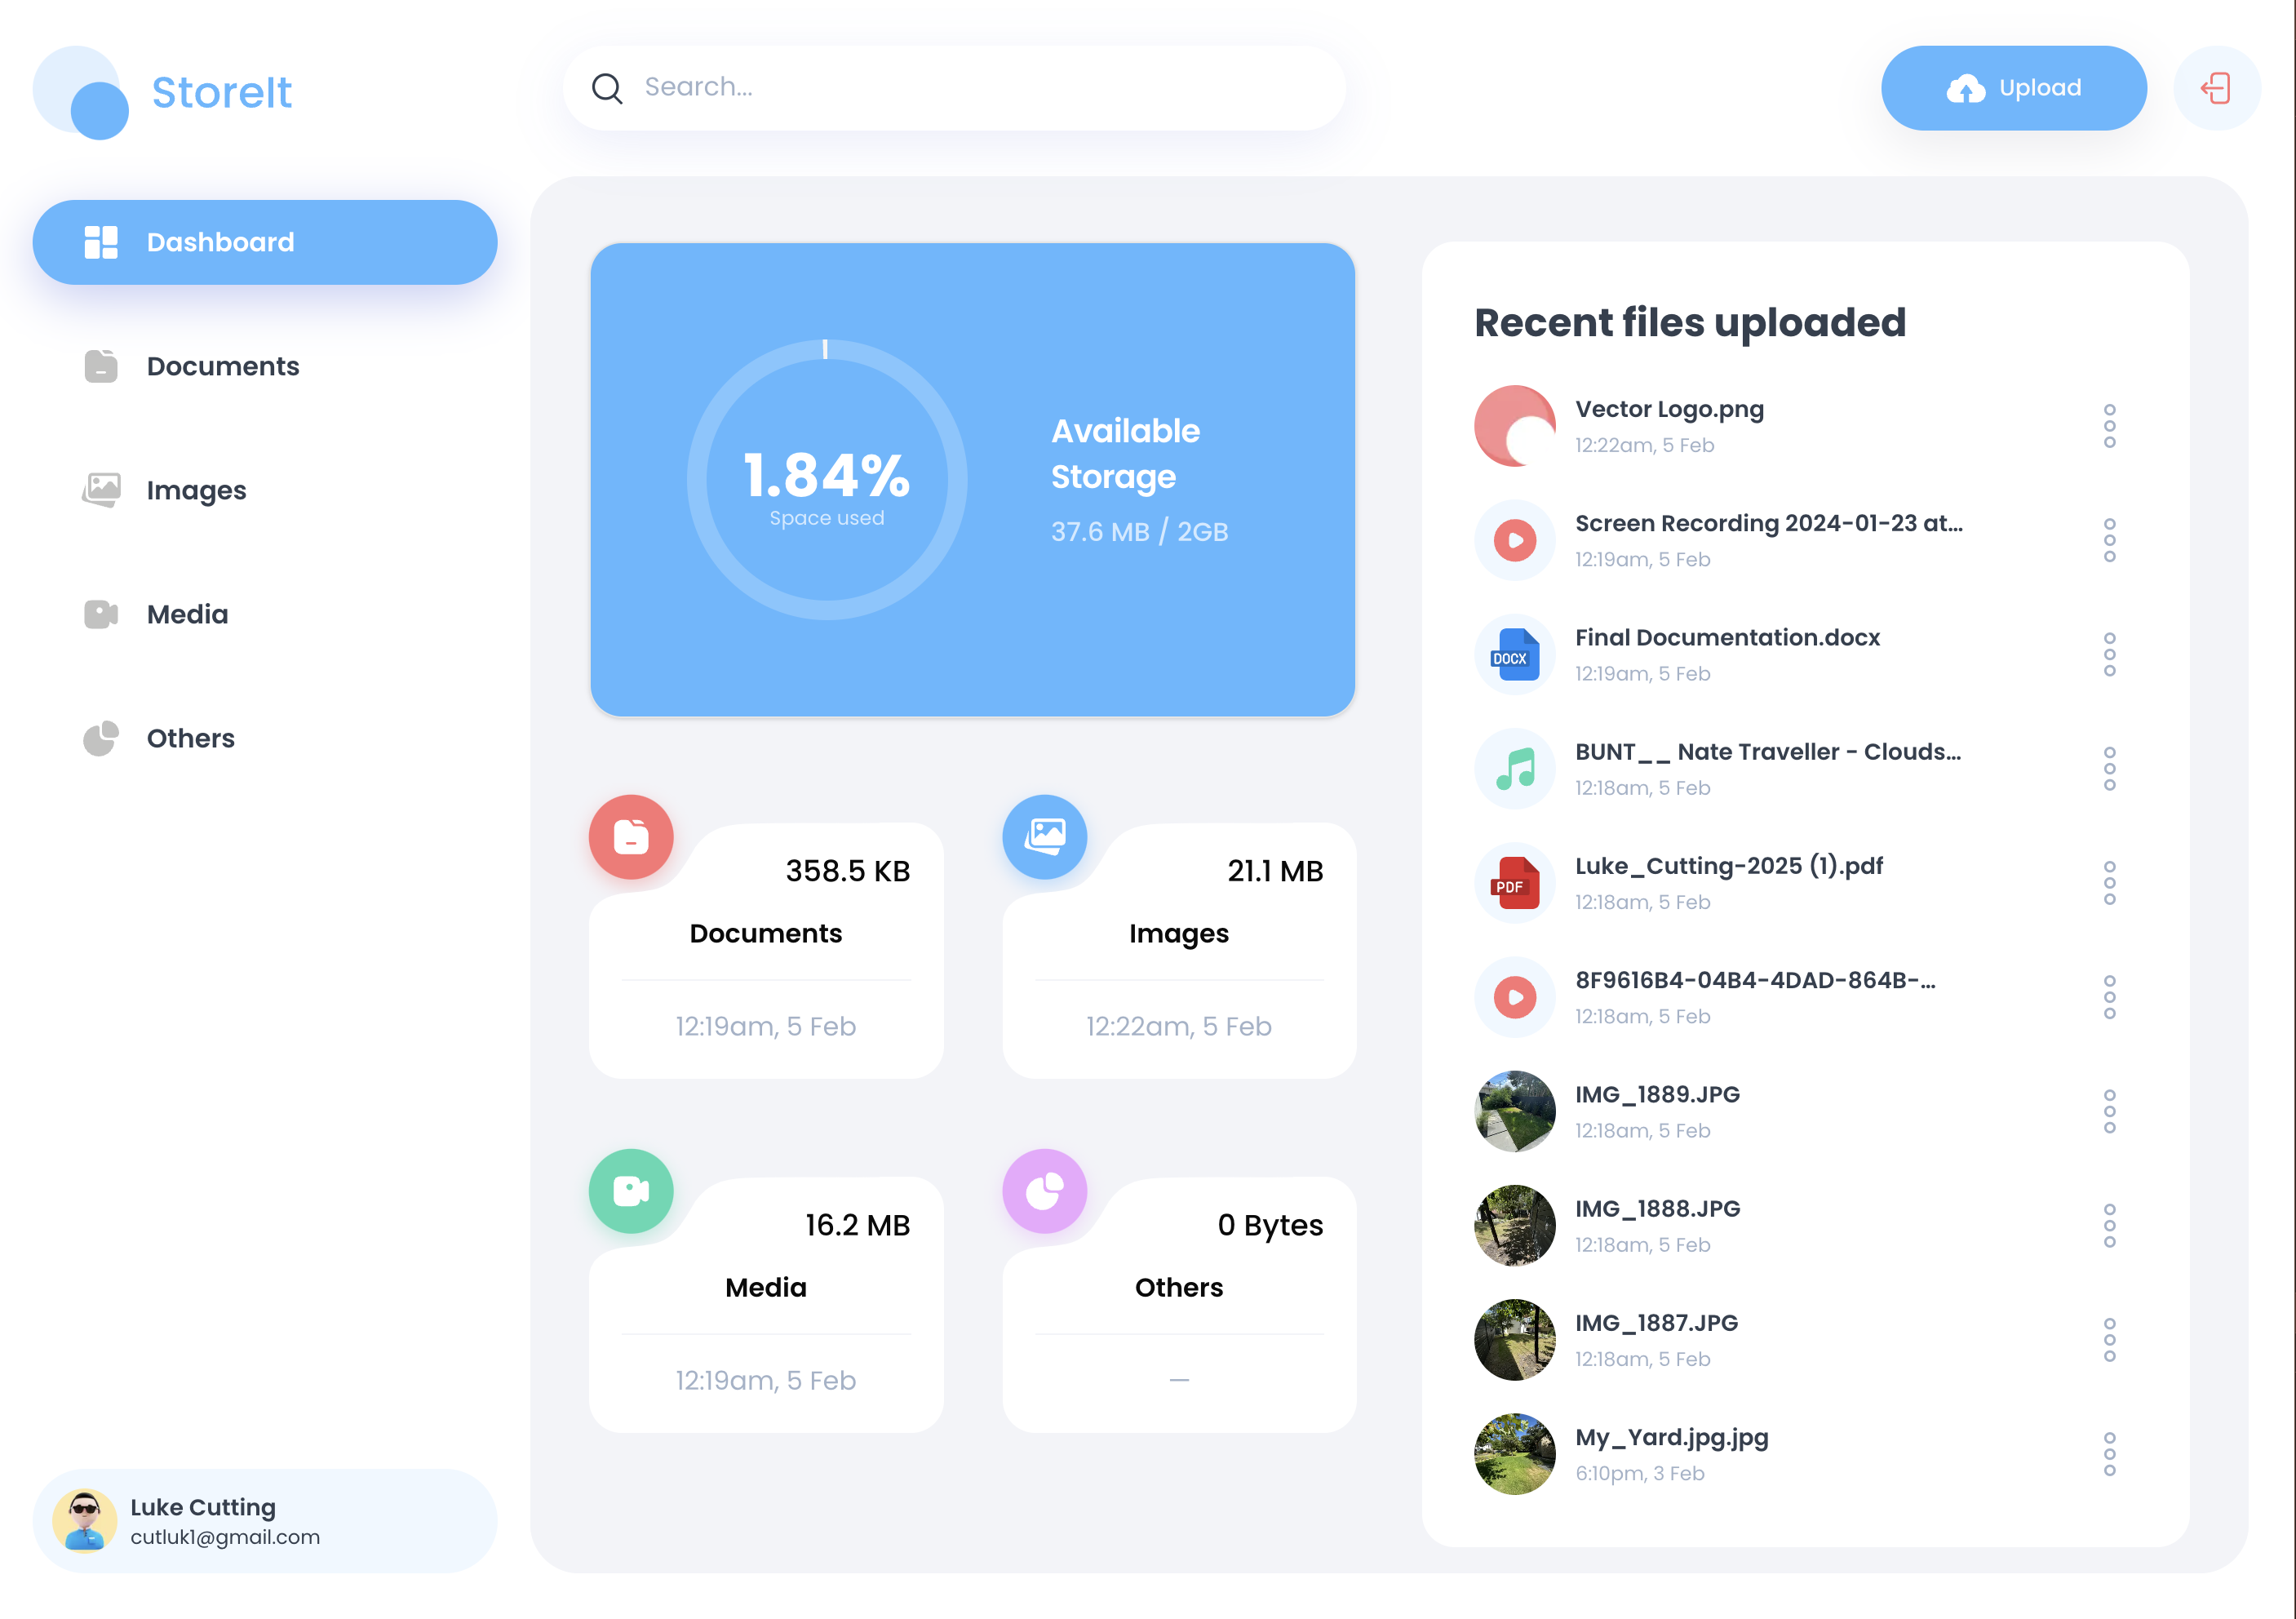 StoreIt
Search...
Upload
Dashboard
Documents
Images
Media
Others
Luke Cutting
cutluk1@gmail.com
1.84%
Space used
Available
Storage
37.6 MB / 2GB
358.5 KB
Documents
12:19am, 5 Feb
21.1 MB
Images
12:22am, 5 Feb
16.2 MB
Media
12:19am, 5 Feb
0 Bytes
Others
—
Recent files uploaded
Vector Logo.png
12:22am, 5 Feb
Screen Recording 2024-01-23 at...
12:19am, 5 Feb
DOCX
Final Documentation.docx
12:19am, 5 Feb
BUNT__ Nate Traveller - Clouds...
12:18am, 5 Feb
PDF
Luke_Cutting-2025 (1).pdf
12:18am, 5 Feb
8F9616B4-04B4-4DAD-864B-...
12:18am, 5 Feb
IMG_1889.JPG
12:18am, 5 Feb
IMG_1888.JPG
12:18am, 5 Feb
IMG_1887.JPG
12:18am, 5 Feb
My_Yard.jpg.jpg
6:10pm, 3 Feb